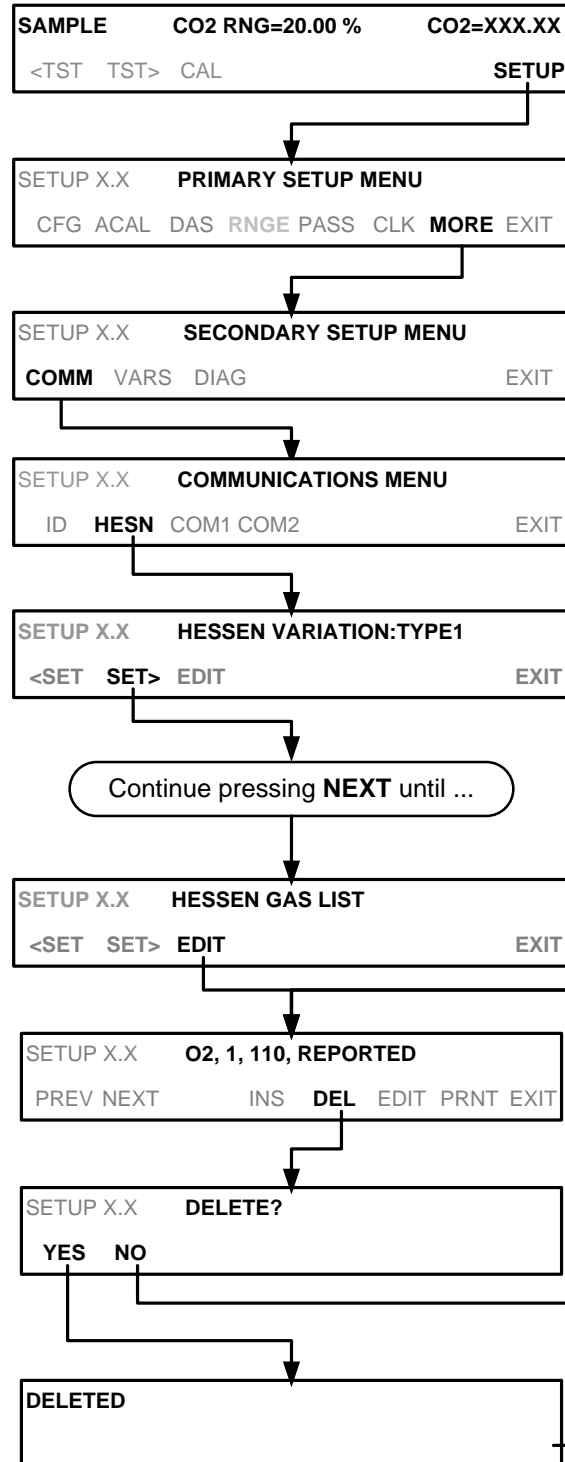 SAMPLE CO2 RNG=20.00 % CO2=XXX.XX
<TST TST> CAL SETUP
SETUP X.X PRIMARY SETUP MENU
CFG ACAL DAS RNGE PASS CLK MORE EXIT
SETUP X.X SECONDARY SETUP MENU
COMM VARS DIAG EXIT
SETUP X.X COMMUNICATIONS MENU
ID HESN COM1 COM2 EXIT
SETUP X.X HESSEN VARIATION:TYPE1
<SET SET> EDIT EXIT
Continue pressing NEXT until ...
SETUP X.X HESSEN GAS LIST
<SET SET> EDIT EXIT
SETUP X.X O2, 1, 110, REPORTED
PREV NEXT INS DEL EDIT PRNT EXIT
SETUP X.X DELETE?
YES NO
DELETED